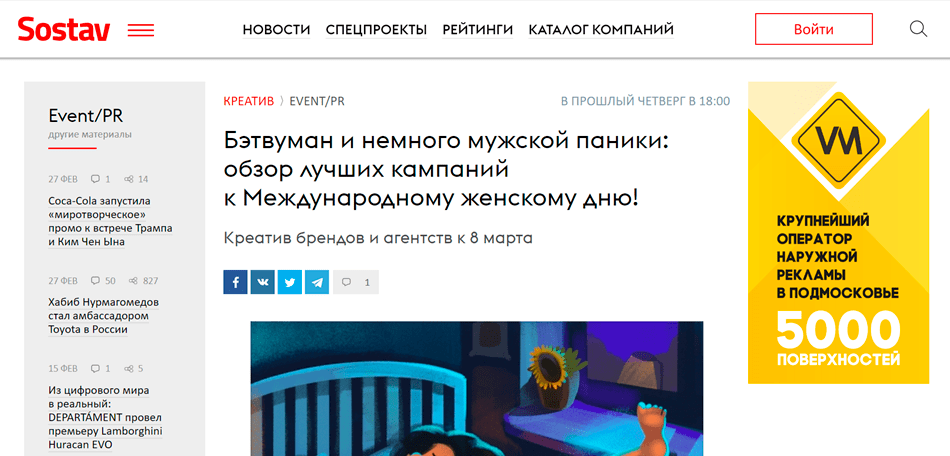 Sostav
НОВОСТИ СПЕЦПРОЕКТЫ РЕЙТИНГИ КАТАЛОГ КОМПАНИЙ
Войти
Event/PR
другие материалы
27 ФЕВ 1 14
Coca-Cola запустила
«миротворческое»
промо к встрече Трампа
и Ким Чен Ына
27 ФЕВ 50 827
Хабиб Нурмагомедов
стал амбассадором
Toyota в России
15 ФЕВ 1 5
Из цифрового мира
в реальный:
DEPARTÁMENT провел
премьеру Lamborghini
Huracan EVO
КРЕАТИВ EVENT/PR
В ПРОШЛЫЙ ЧЕТВЕРГ В 18:00
Бэтвуман и немного мужской паники:
обзор лучших кампаний
к Международному женскому дню!
Креатив брендов и агентств к 8 марта
1
VM
КРУПНЕЙШИЙ
ОПЕРАТОР
НАРУЖНОЙ
РЕКЛАМЫ
В ПОДМОСКОВЬЕ
5000
ПОВЕРХНОСТЕЙ